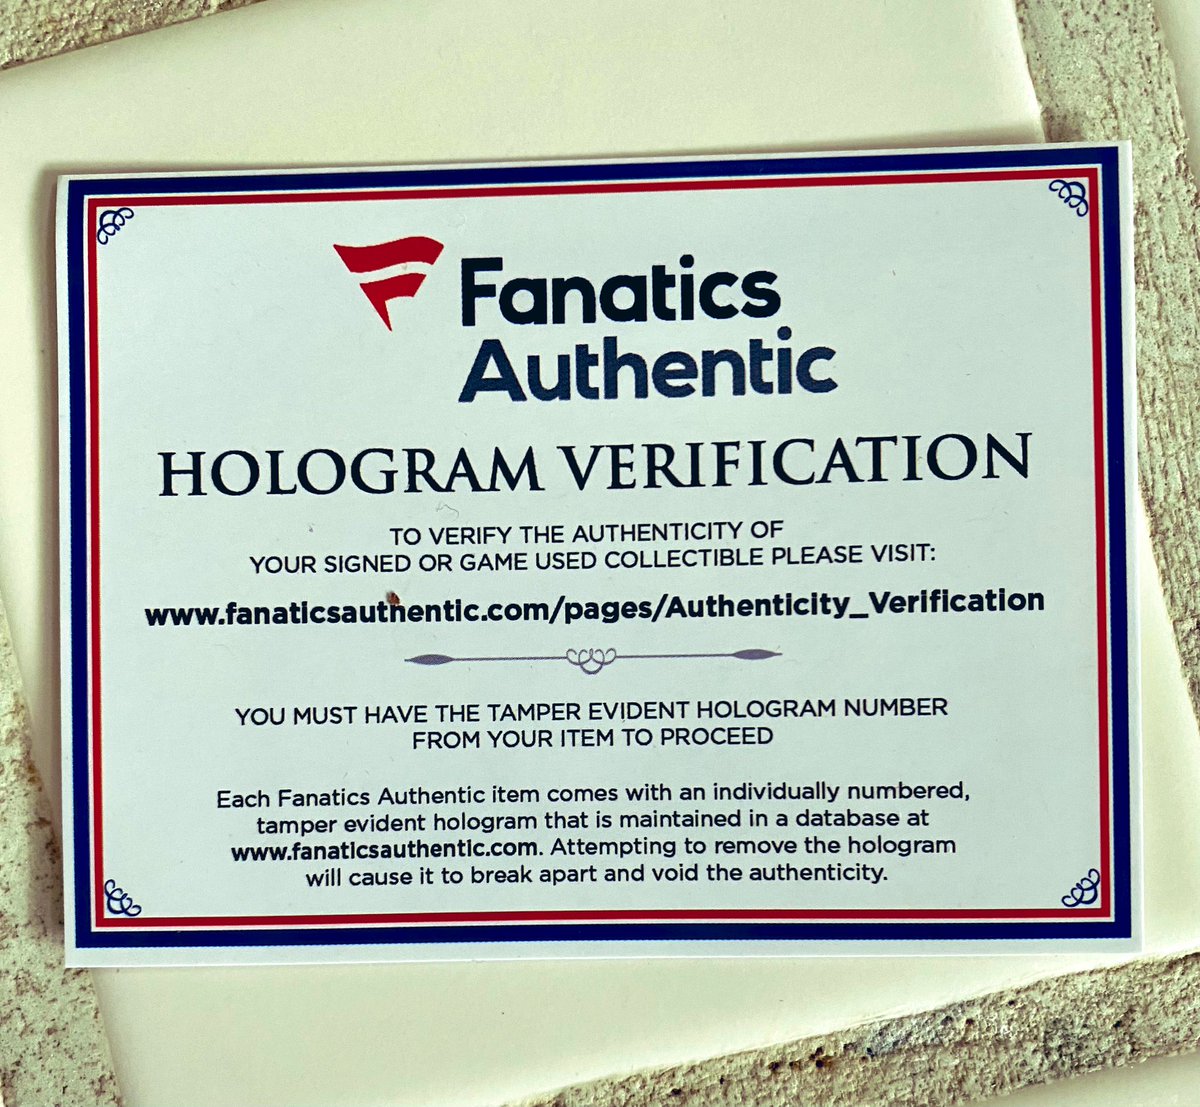 Fanatics
Authentic
HOLOGRAM VERIFICATION
TO VERIFY THE AUTHENTICITY OF
YOUR SIGNED OR GAME USED COLLECTIBLE PLEASE VISIT:
www.fanaticsauthentic.com/pages/Authenticity_Verification
YOU MUST HAVE THE TAMPER EVIDENT HOLOGRAM NUMBER
FROM YOUR ITEM TO PROCEED
Each Fanatics Authentic item comes with an individually numbered,
tamper evident hologram that is maintained in a database at
www.fanaticsauthentic.com. Attempting to remove the hologram
will cause it to break apart and void the authenticity.